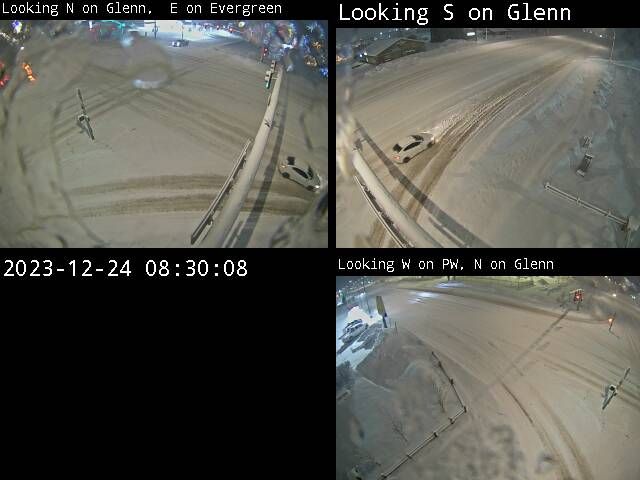 Looking N on Glenn,  E on Evergreen
Looking S on Glenn
2023-12-24 08:30:08
Looking W on PW, N on Glenn